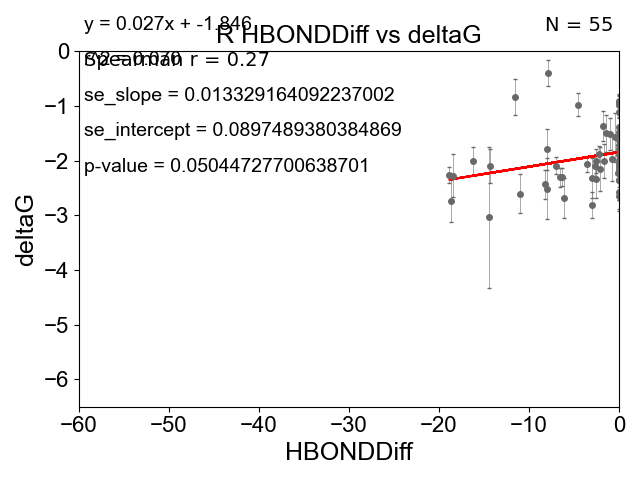 y = 0.027x + -1.846
N = 55
R HBONDDiff vs deltaG
Spearman r = 0.27
se_slope = 0.013329164092237002
se_intercept = 0.0897489380384869
p-value = 0.05044727700638701
deltaG
0
−1
−2
−3
−4
−5
−6
−60
−50
−40
−30
−20
−10
0
HBONDDiff